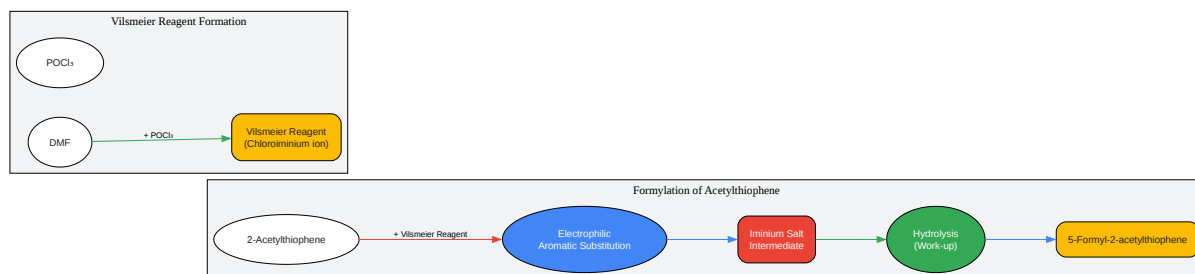 Vilsmeier Reagent Formation
POCl₃
DMF
+ POCl₃
Vilsmeier Reagent
(Chloroiminium ion)
Formylation of Acetylthiophene
2-Acetylthiophene
+ Vilsmeier Reagent
Electrophilic
Aromatic Substitution
Iminium Salt
Intermediate
Hydrolysis
(Work-up)
5-Formyl-2-acetylthiophene